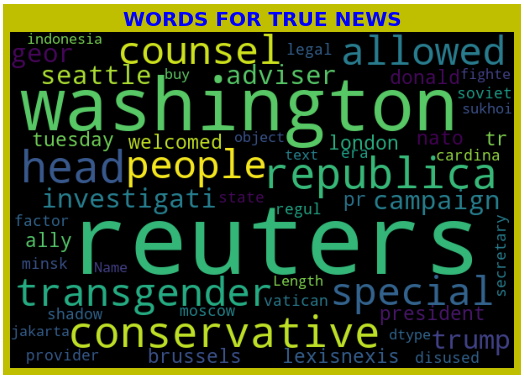 WORDS FOR TRUE NEWS
indonesia
geor
counsel
legal
allowed
seattle
buy
adviser
donald
fighte
washington
soviet
sukhoi
tuesday
welcomed
object
london
nato
tr
head
people
text
era
cardina
republica
investigati
state
regul
pr
campaign
factor
ally
reuters
secretary
minsk
Name
Length
transgender
vatican
special
shadow
moscow
president
jakarta
conservative
dtype
trump
provider
brussels
lexisnexis
disused